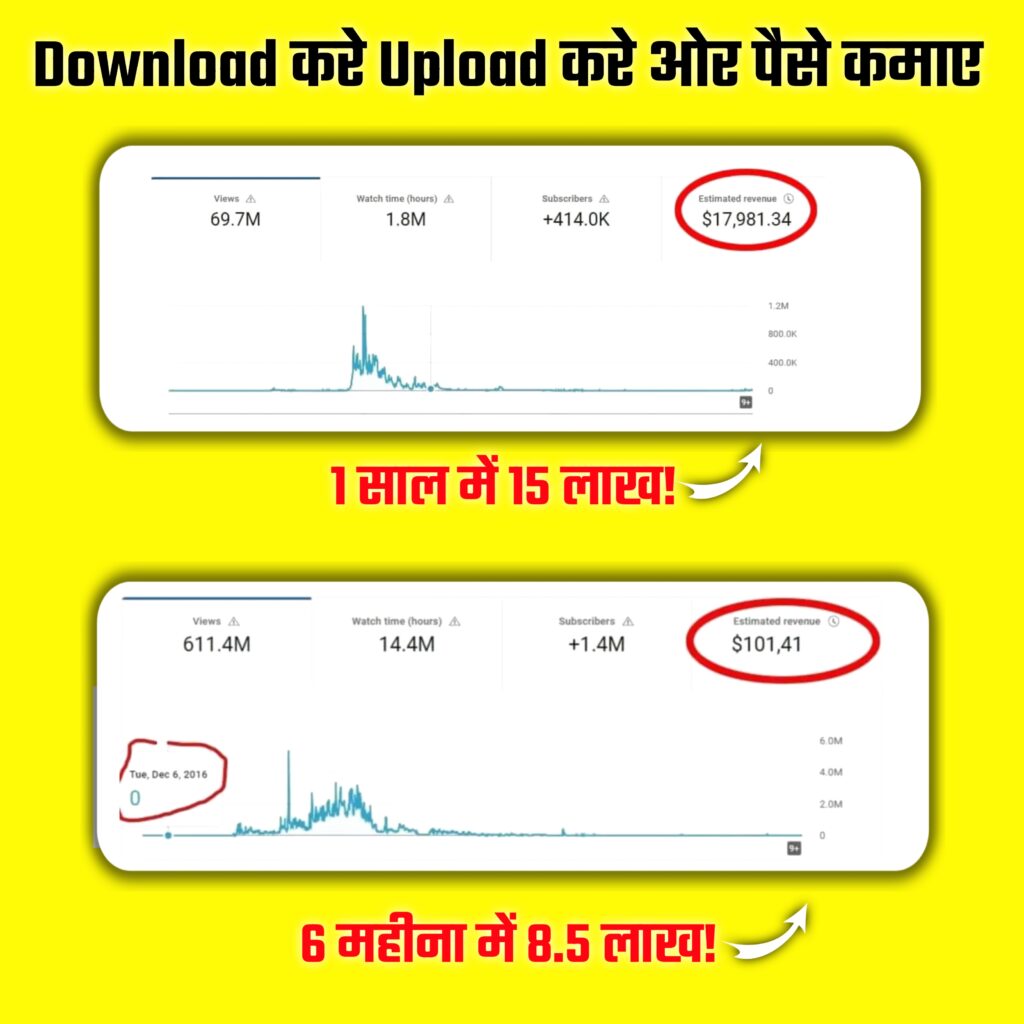 Download करे Upload करे ओर पैसे कमाए
Views Watch time (hours) Subscribers Estimated revenue
69.7M 1.8M +414.0K $17,981.34
1.2M
800.0K
400.0K
0
9+
1 साल में 15 लाख!
Views Watch time (hours) Subscribers Estimated revenue
611.4M 14.4M +1.4M $101,41
6.0M
Tue, Dec 6, 2016
4.0M
0
2.0M
0
9+
6 महीना में 8.5 लाख!